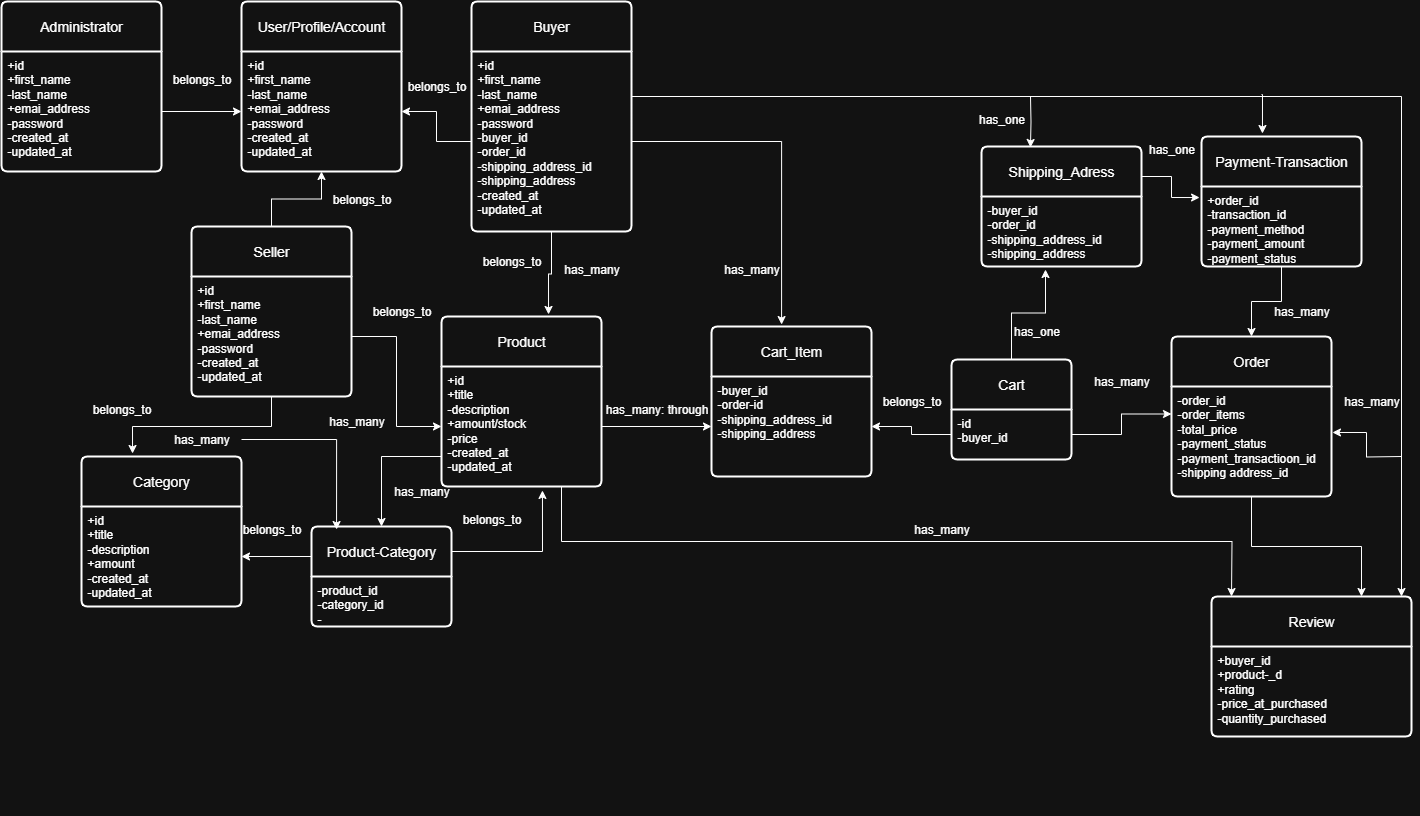 Administrator
+id
+first_name
-last_name
+emai_address
-password
-created_at
-updated_at
belongs_to
User/Profile/Account
+id
+first_name
-last_name
+emai_address
-password
-created_at
-updated_at
belongs_to
Buyer
+id
+first_name
-last_name
+emai_address
-password
-buyer_id
-order_id
-shipping_address_id
-shipping_address
-created_at
-updated_at
has_one
Shipping_Adress
-buyer_id
-order_id
-shipping_address_id
-shipping_address
has_one
Payment-Transaction
+order_id
-transaction_id
-payment_method
-payment_amount
-payment_status
belongs_to
Seller
+id
+first_name
-last_name
+emai_address
-password
-created_at
-updated_at
belongs_to
has_many
has_many
belongs_to
Product
+id
+title
-description
+amount/stock
-price
-created_at
-updated_at
has_many: through
Cart_Item
-buyer_id
-order-id
-shipping_address_id
-shipping_address
belongs_to
has_one
Cart
-id
-buyer_id
has_many
has_many
Order
-order_id
-order_items
-total_price
-payment_status
-payment_transactioon_id
-shipping address_id
has_many
belongs_to
has_many
has_many
Category
+id
+title
-description
+amount
-created_at
-updated_at
belongs_to
has_many
belongs_to
Product-Category
-product_id
-category_id
-
has_many
Review
+buyer_id
+product-_d
+rating
-price_at_purchased
-quantity_purchased